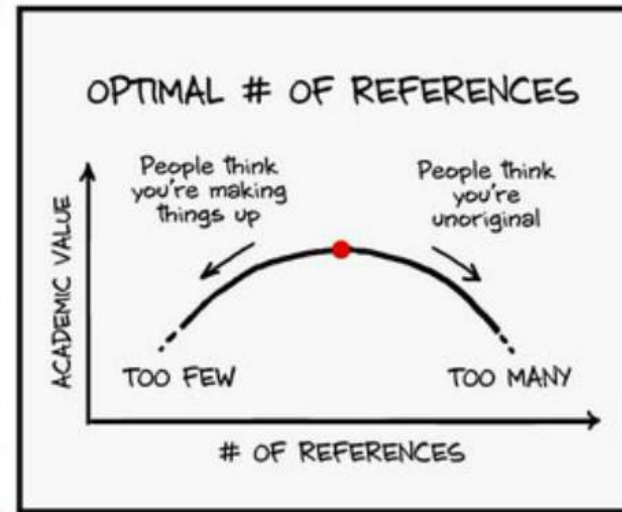 OPTIMAL # OF REFERENCES
People think
you're making
things up
People think
you're
unoriginal
ACADEMIC VALUE
TOO FEW
TOO MANY
# OF REFERENCES